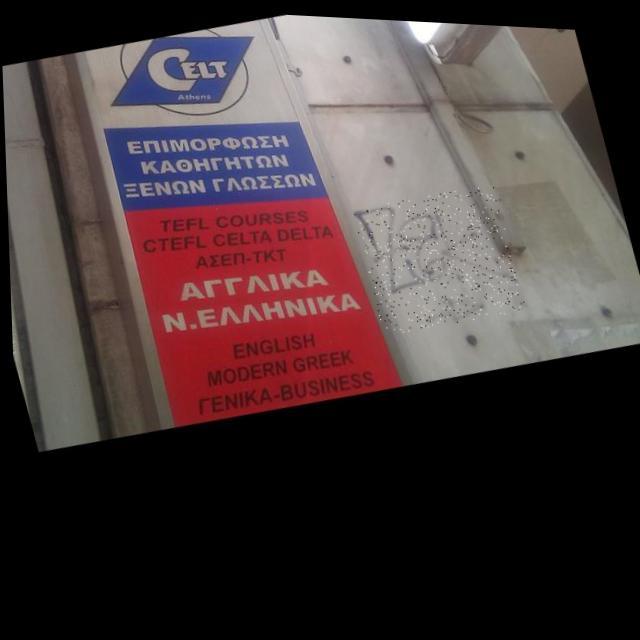 CELT
Athens
ΕΠΙΜΟΡΦΩΣΗ
ΚΑΘΗΓΗΤΩΝ
ΞΕΝΩΝ ΓΛΩΣΣΩΝ
TEFL COURSES
CTEFL CELTA DELTA
ΑΣΕΠ-ΤΚΤ
ΑΓΓΛΙΚΑ
Ν.ΕΛΛΗΝΙΚΑ
ENGLISH
MODERN GREEK
ΓΕΝΙΚΑ-BUSINESS